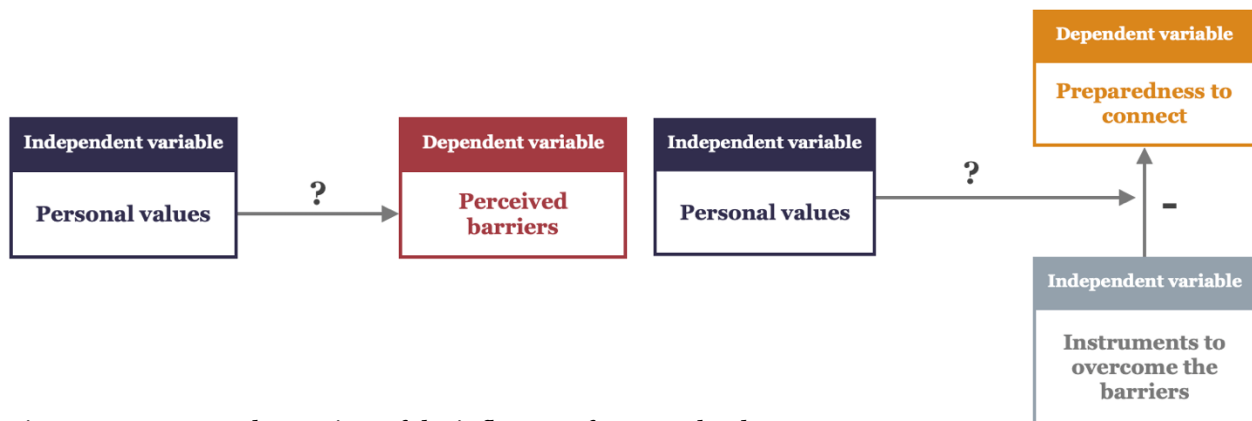 Independent variable
Personal values
?
Dependent variable
Perceived
barriers
Independent variable
Personal values
?
Dependent variable
Preparedness to
connect
-
Independent variable
Instruments to
overcome the
barriers